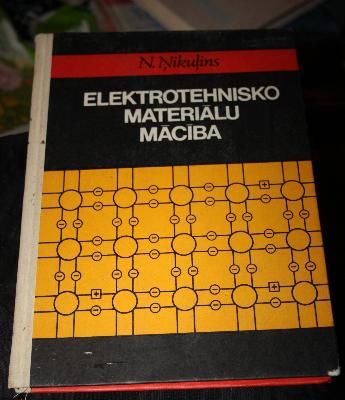 N. Ņikuļins
ELEKTROTEHNISKO
MATERIĀLU
MĀCĪBA